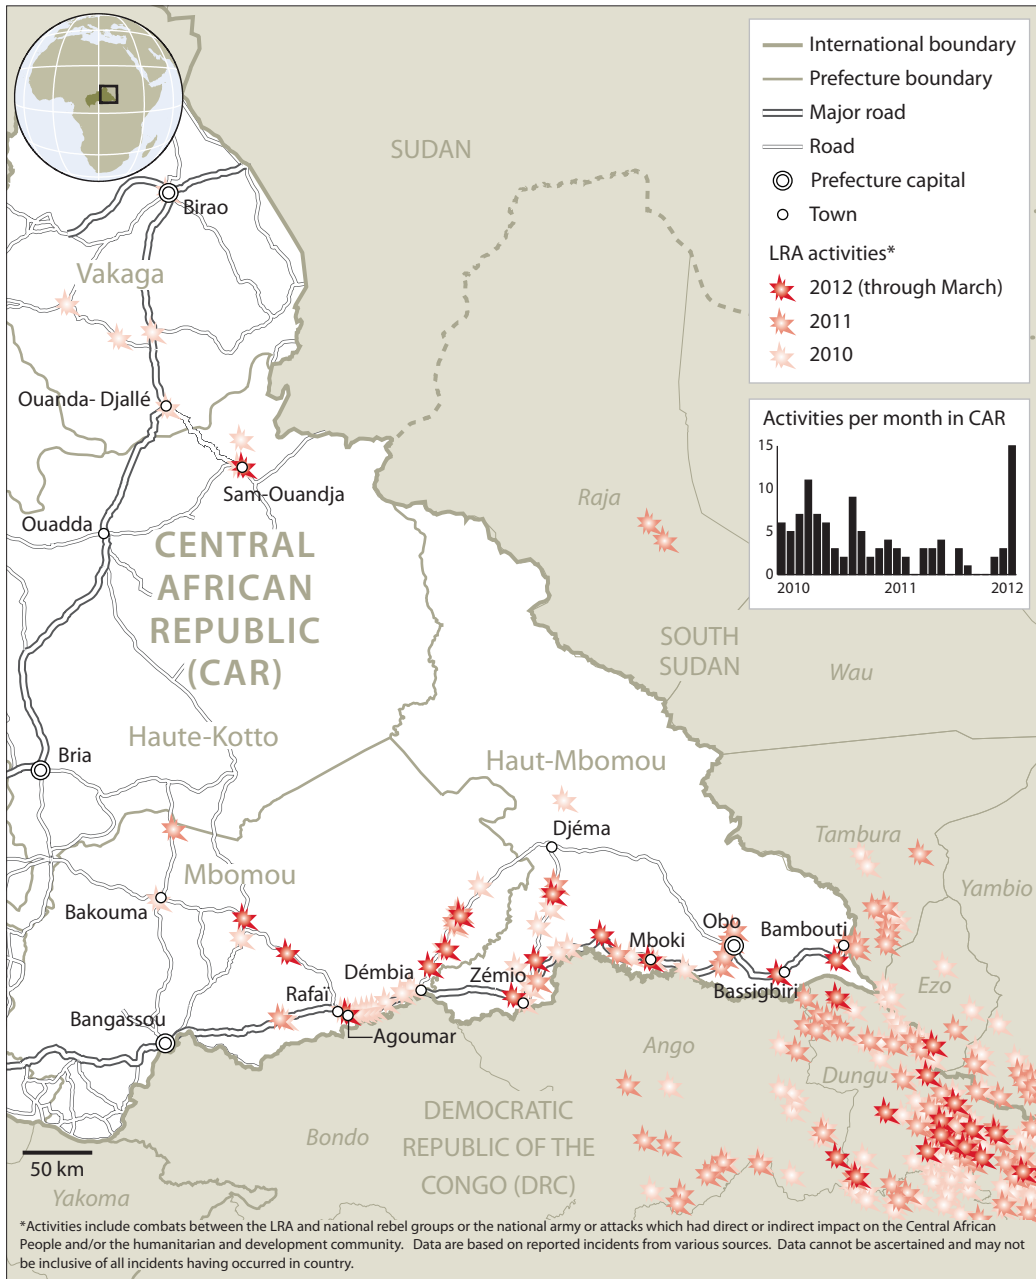 International boundary
Prefecture boundary
Major road
Road
Prefecture capital
Town
LRA activities*
2012 (through March)
2011
2010
Activities per month in CAR
15
10
5
0
2010
2011
2012
SUDAN
Birao
Vakaga
Ouanda- Djallé
Sam-Ouandja
Raja
Ouadda
CENTRAL
AFRICAN
REPUBLIC
(CAR)
SOUTH
SUDAN
Wau
Haute-Kotto
Bria
Haut-Mbomou
Djéma
Tambura
Mbomou
Yambio
Bakouma
Obo
Bambouti
Mboki
Démbia
Zémio
Bassigbiri
Ezo
Rafaï
Bangassou
Agoumar
Ango
Dungu
DEMOCRATIC
REPUBLIC OF THE
CONGO (DRC)
Bondo
50 km
Yakoma
*Activities include combats between the LRA and national rebel groups or the national army or attacks which had direct or indirect impact on the Central African
People and/or the humanitarian and development community. Data are based on reported incidents from various sources. Data cannot be ascertained and may not
be inclusive of all incidents having occurred in country.